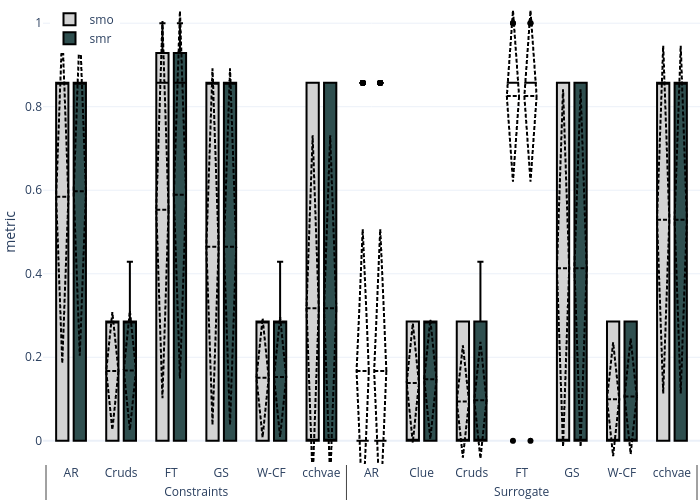 1
0.8
0.6
0.4
0.2
0
metric
smo
smr
AR Cruds FT GS W-CF cchvae AR Clue Cruds FT GS W-CF cchvae
Constraints Surrogate